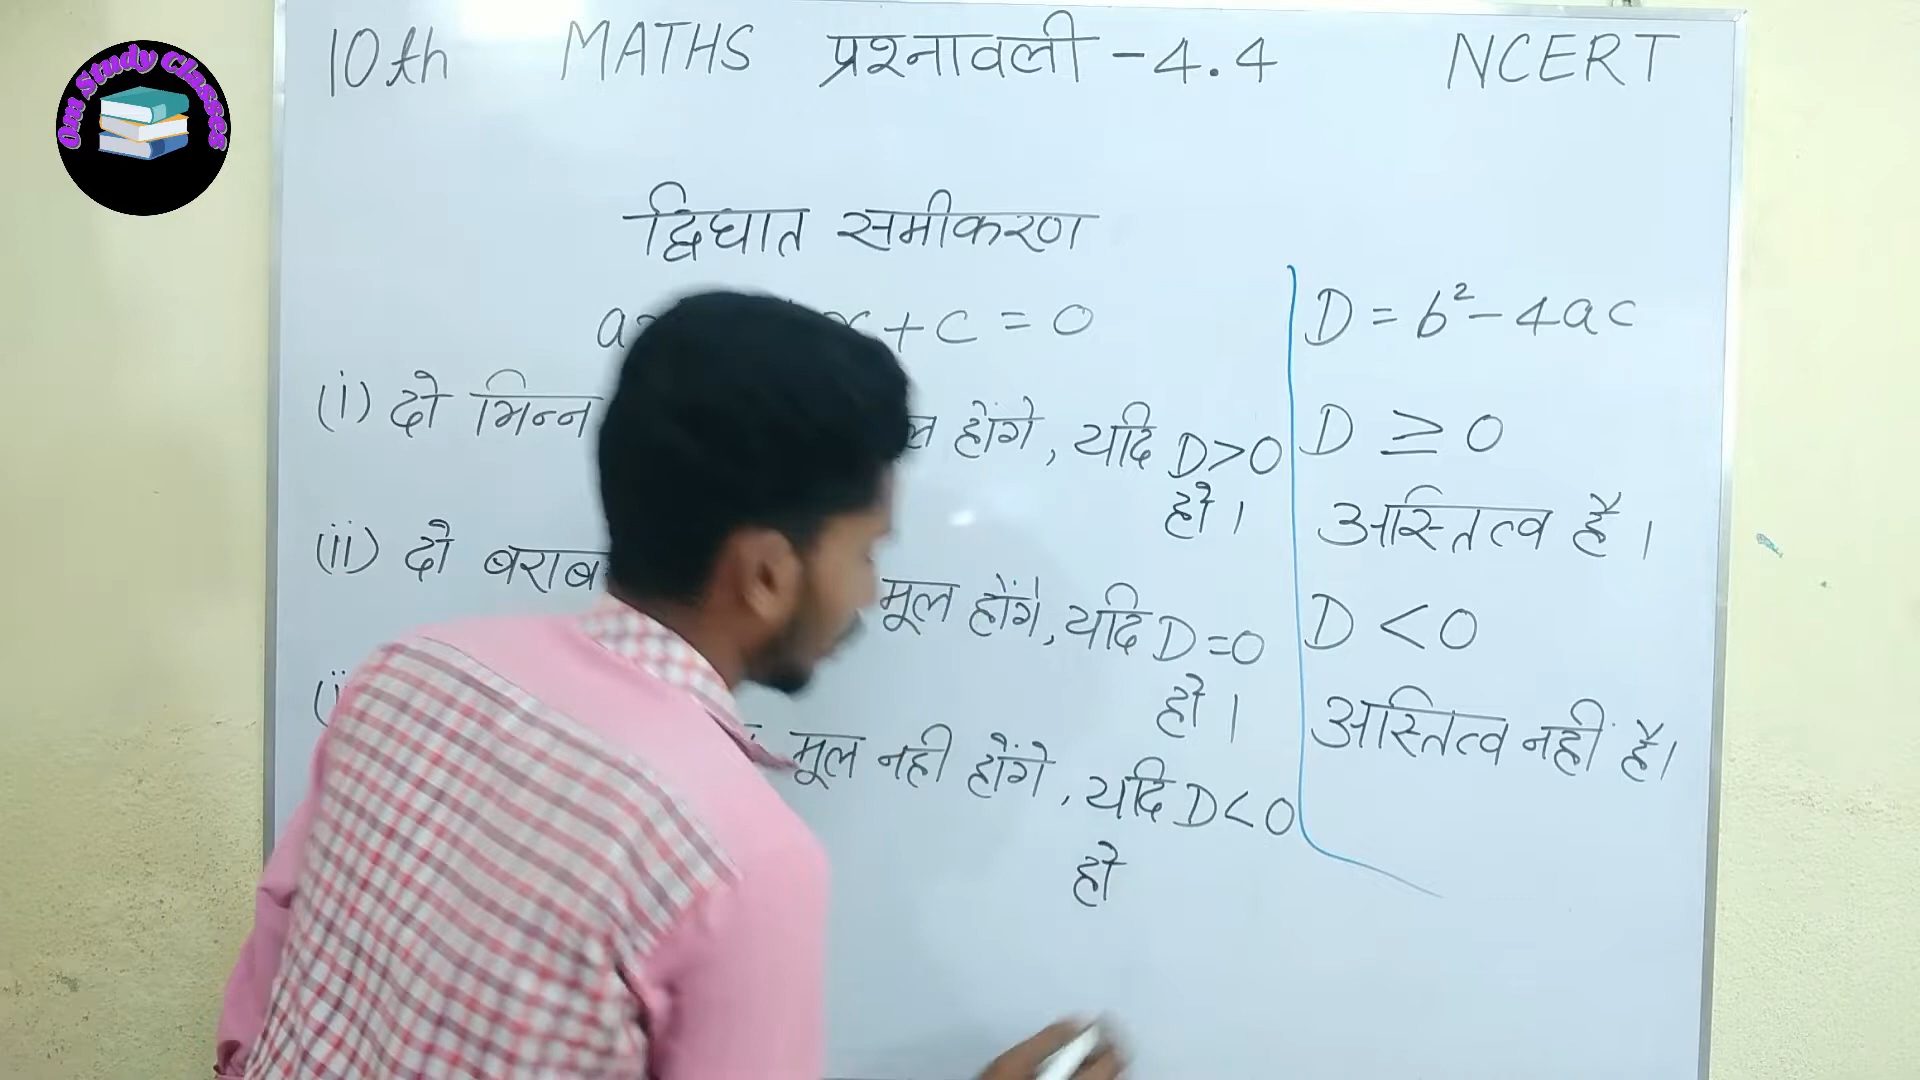 Om Study Classes
10th MATHS प्रश्नावली - 4.4 NCERT
द्विघात समीकरण
+ c = 0
(i) दो भिन्न होंगे, यदि D>0
हो ।
(ii) दो मूल होंगे, यदि D=0
हो ।
मूल नही होंगे, यदि D<0
हो
D = b² - 4ac
D ≥ 0
अस्तित्व है ।
D < 0
अस्तित्व नहीं है।